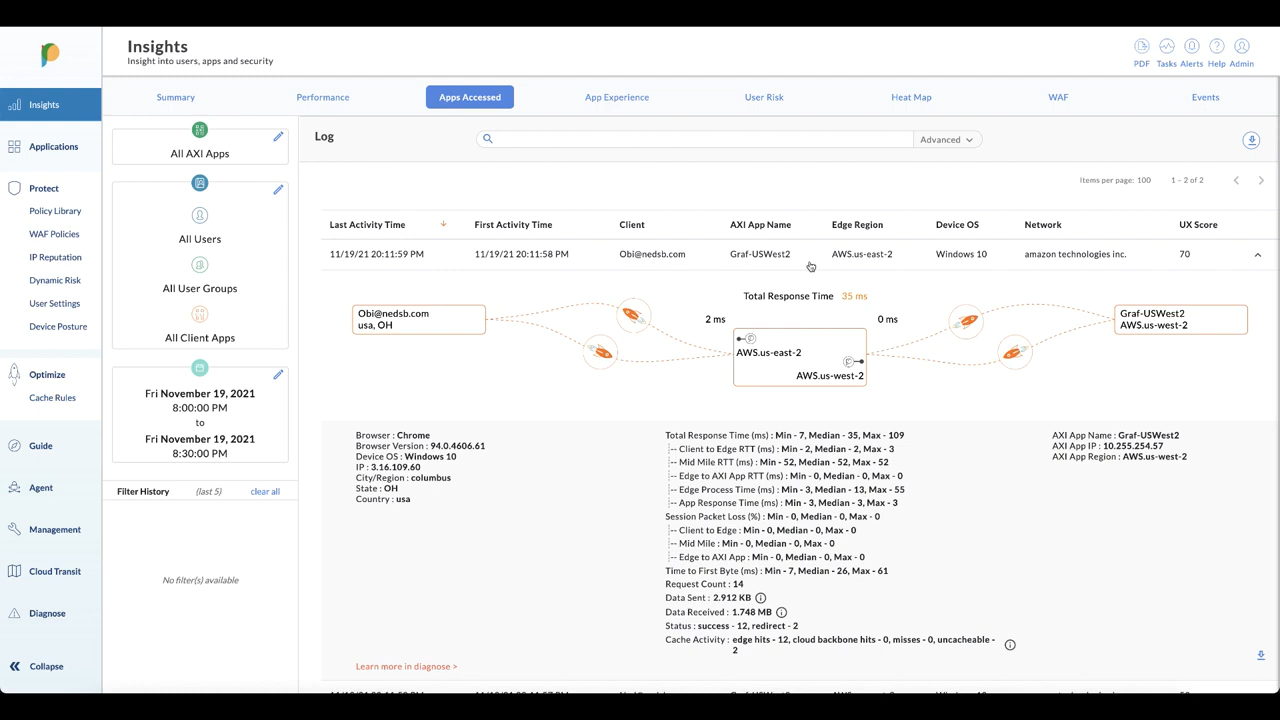 Insights
Insight into users, apps and security
PDF Tasks Alerts Help Admin
Insights
Applications
Protect
Policy Library
WAF Policies
IP Reputation
Dynamic Risk
User Settings
Device Posture
Optimize
Cache Rules
Guide
Agent
Management
Cloud Transit
Diagnose
Collapse
Summary Performance Apps Accessed App Experience User Risk Heat Map WAF Events
All AXI Apps
All Users
All User Groups
All Client Apps
Fri November 19, 2021
8:00:00 PM
to
Fri November 19, 2021
8:30:00 PM
Filter History (last 5) clear all
No filter(s) available
Log
Advanced
Items per page: 100 1 – 2 of 2
Last Activity Time First Activity Time Client AXI App Name Edge Region Device OS Network UX Score
11/19/21 20:11:59 PM 11/19/21 20:11:58 PM Obi@nedsb.com Graf-USWest2 AWS.us-east-2 Windows 10 amazon technologies inc. 70
Total Response Time 35 ms
Obi@nedsb.com
usa, OH
2 ms
0 ms
AWS.us-east-2
AWS.us-west-2
Graf-USWest2
AWS.us-west-2
Browser : Chrome
Browser Version : 94.0.4606.61
Device OS : Windows 10
IP : 3.16.109.60
City/Region : columbus
State : OH
Country : usa
Total Response Time (ms) : Min - 7, Median - 35, Max - 109
-- Client to Edge RTT (ms) : Min - 2, Median - 2, Max - 3
-- Mid Mile RTT (ms) : Min - 52, Median - 52, Max - 52
-- Edge to AXI App RTT (ms) : Min - 0, Median - 0, Max - 0
-- Edge Process Time (ms) : Min - 3, Median - 13, Max - 55
-- App Response Time (ms) : Min - 3, Median - 3, Max - 3
Session Packet Loss (%) : Min - 0, Median - 0, Max - 0
-- Client to Edge : Min - 0, Median - 0, Max - 0
-- Mid Mile : Min - 0, Median - 0, Max - 0
-- Edge to AXI App : Min - 0, Median - 0, Max - 0
Time to First Byte (ms) : Min - 7, Median - 26, Max - 61
Request Count : 14
Data Sent : 2.912 KB
Data Received : 1.748 MB
Status : success - 12, redirect - 2
Cache Activity : edge hits - 12, cloud backbone hits - 0, misses - 0, uncacheable -
2
AXI App Name : Graf-USWest2
AXI App IP : 10.255.254.57
AXI App Region : AWS.us-west-2
Learn more in diagnose >